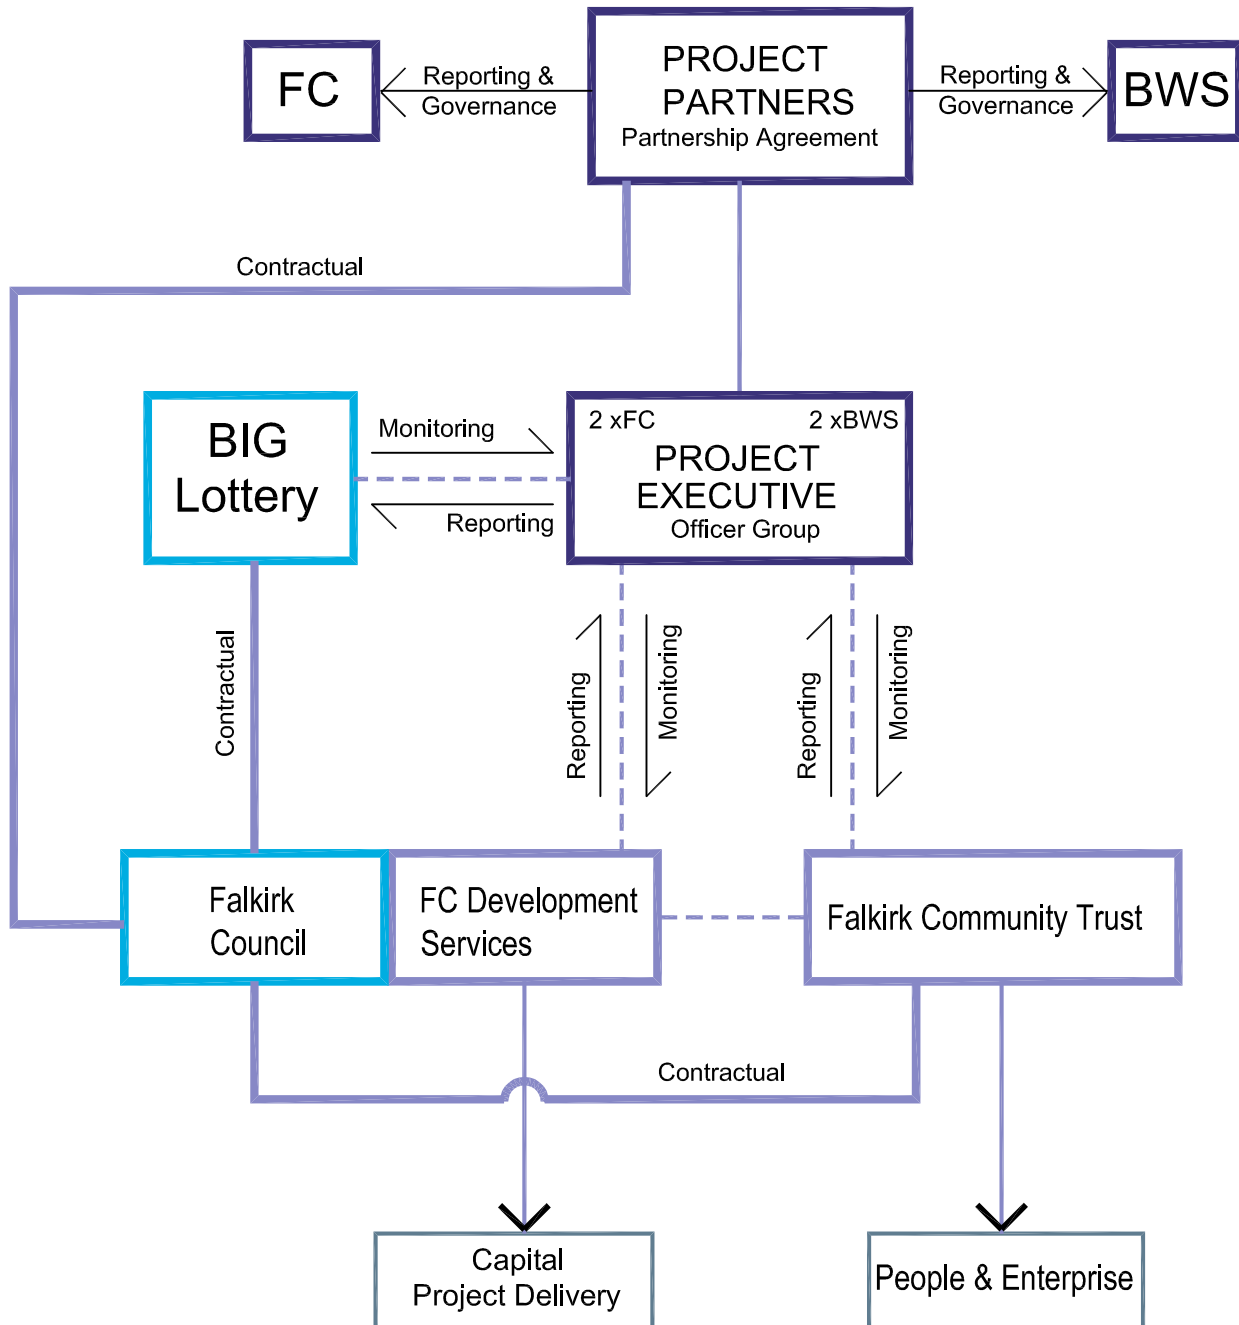 FC
Reporting &
Governance
PROJECT
PARTNERS
Partnership Agreement
Reporting &
Governance
BWS
Contractual
BIG
Lottery
Monitoring
Reporting
2 xFC
2 xBWS
PROJECT
EXECUTIVE
Officer Group
Contractual
Reporting
Monitoring
Reporting
Monitoring
Falkirk
Council
FC Development
Services
Falkirk Community Trust
Contractual
Capital
Project Delivery
People & Enterprise